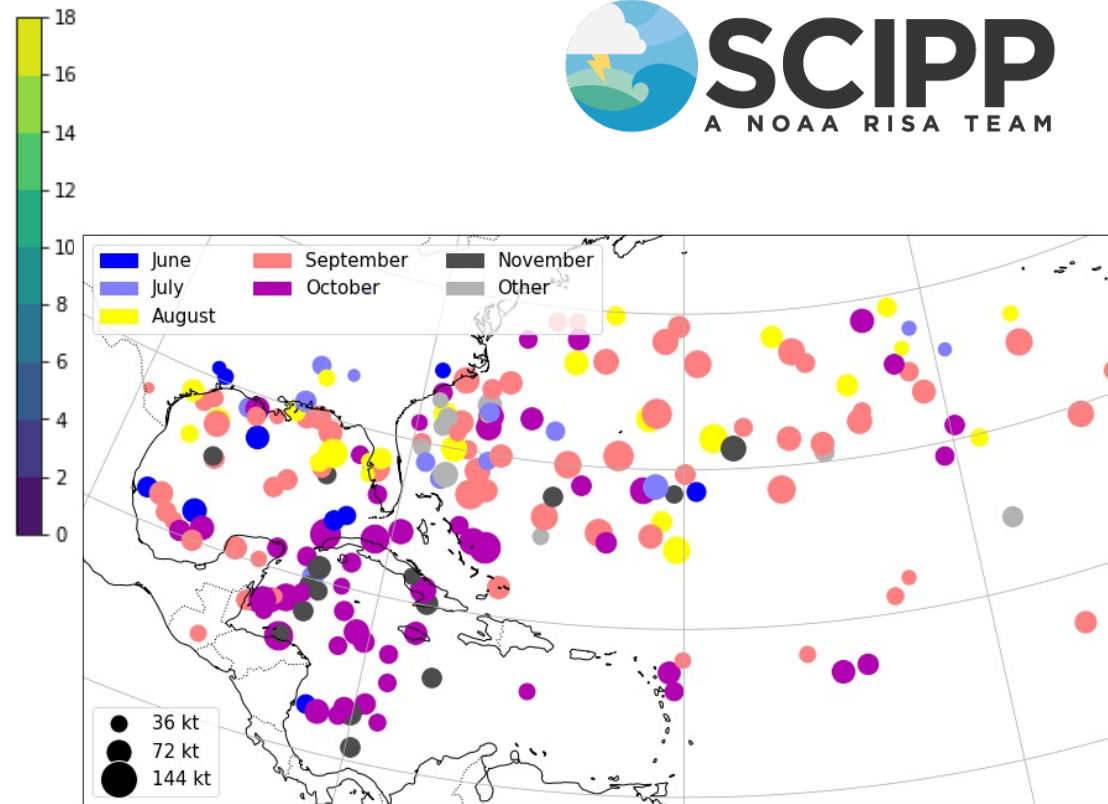 SCIPP
A NOAA RISA TEAM
18
16
14
12
10
8
6
4
2
0
June September November
July October Other
August
36 kt
72 kt
144 kt